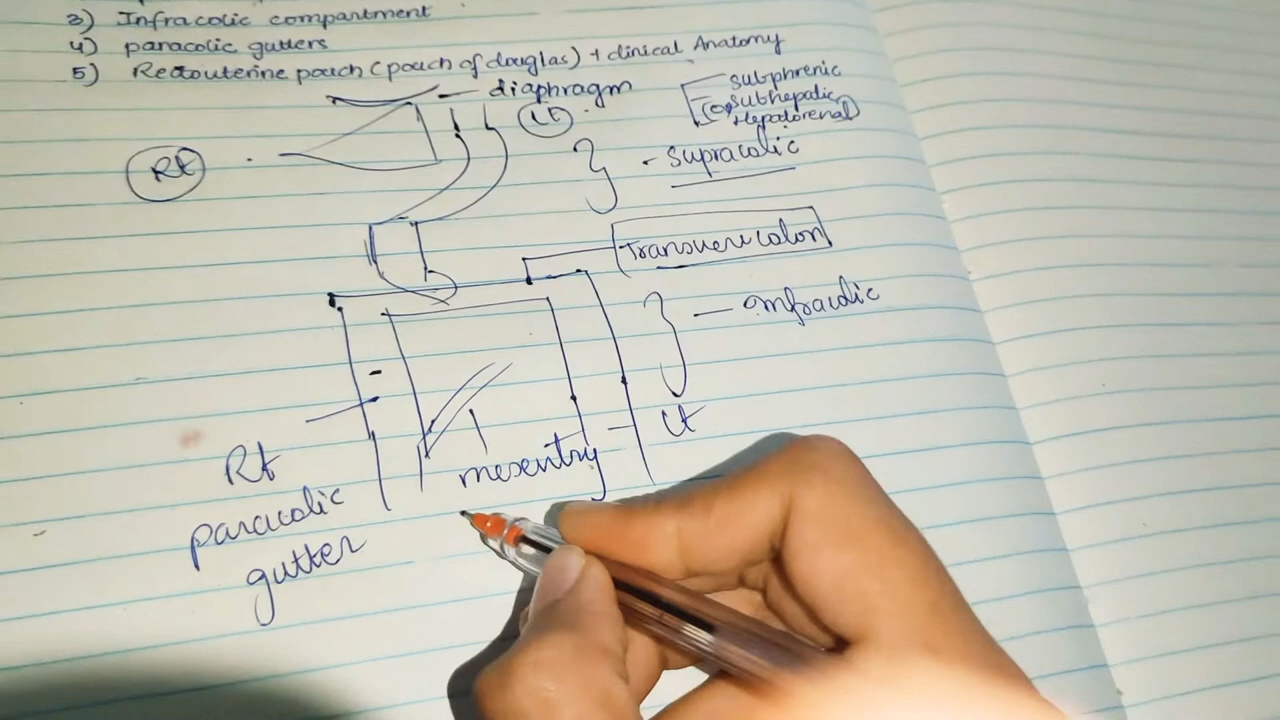 3) Infracolic compartment
4) paracolic gutters
5) Rectouterine pouch (pouch of douglas) + clinical Anatomy
diaphragm
subphrenic
subhepatic
Hepatorenal
Lt
Rt
supracolic
Transverse colon
Infracolic
Lt
Rt
paracolic
gutter
mesentry